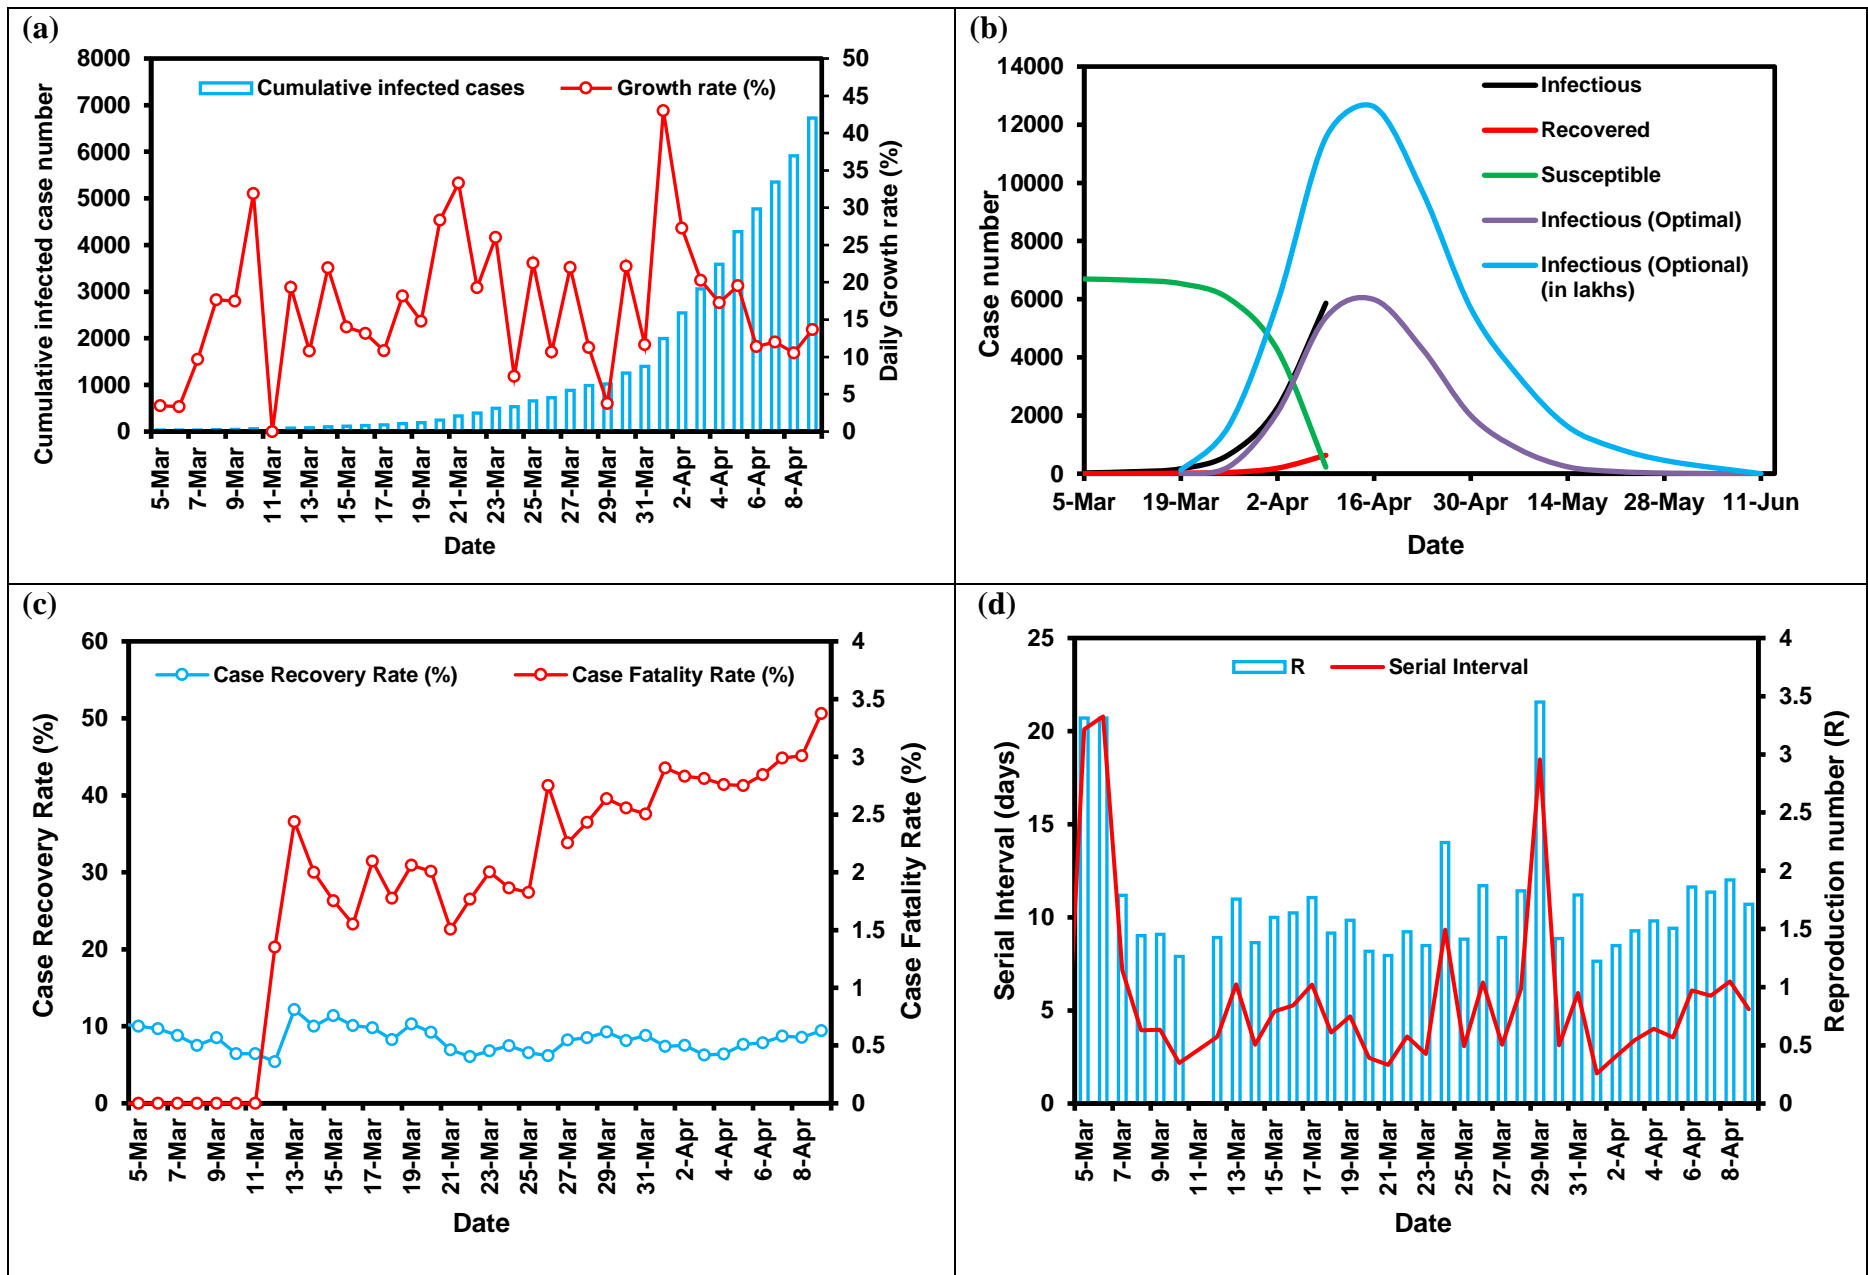 (a)
8000
7000
6000
5000
4000
3000
2000
1000
0
Cumulative infected case number
Cumulative infected cases
Growth rate (%)
50
45
40
35
30
25
20
15
10
5
0
Daily Growth rate (%)
5-Mar
7-Mar
9-Mar
11-Mar
13-Mar
15-Mar
17-Mar
19-Mar
21-Mar
23-Mar
25-Mar
27-Mar
29-Mar
31-Mar
2-Apr
4-Apr
6-Apr
8-Apr
Date
(b)
14000
12000
10000
8000
6000
4000
2000
0
Case number
Infectious
Recovered
Susceptible
Infectious (Optimal)
Infectious (Optional)
(in lakhs)
5-Mar
19-Mar
2-Apr
16-Apr
30-Apr
14-May
28-May
11-Jun
Date
(c)
60
50
40
30
20
10
0
Case Recovery Rate (%)
Case Recovery Rate (%)
Case Fatality Rate (%)
4
3.5
3
2.5
2
1.5
1
0.5
0
Case Fatality Rate (%)
5-Mar
7-Mar
9-Mar
11-Mar
13-Mar
15-Mar
17-Mar
19-Mar
21-Mar
23-Mar
25-Mar
27-Mar
29-Mar
31-Mar
2-Apr
4-Apr
6-Apr
8-Apr
Date
(d)
25
20
15
10
5
0
Serial Interval (days)
R
Serial Interval
4
3.5
3
2.5
2
1.5
1
0.5
0
Reproduction number (R)
5-Mar
7-Mar
9-Mar
11-Mar
13-Mar
15-Mar
17-Mar
19-Mar
21-Mar
23-Mar
25-Mar
27-Mar
29-Mar
31-Mar
2-Apr
4-Apr
6-Apr
8-Apr
Date